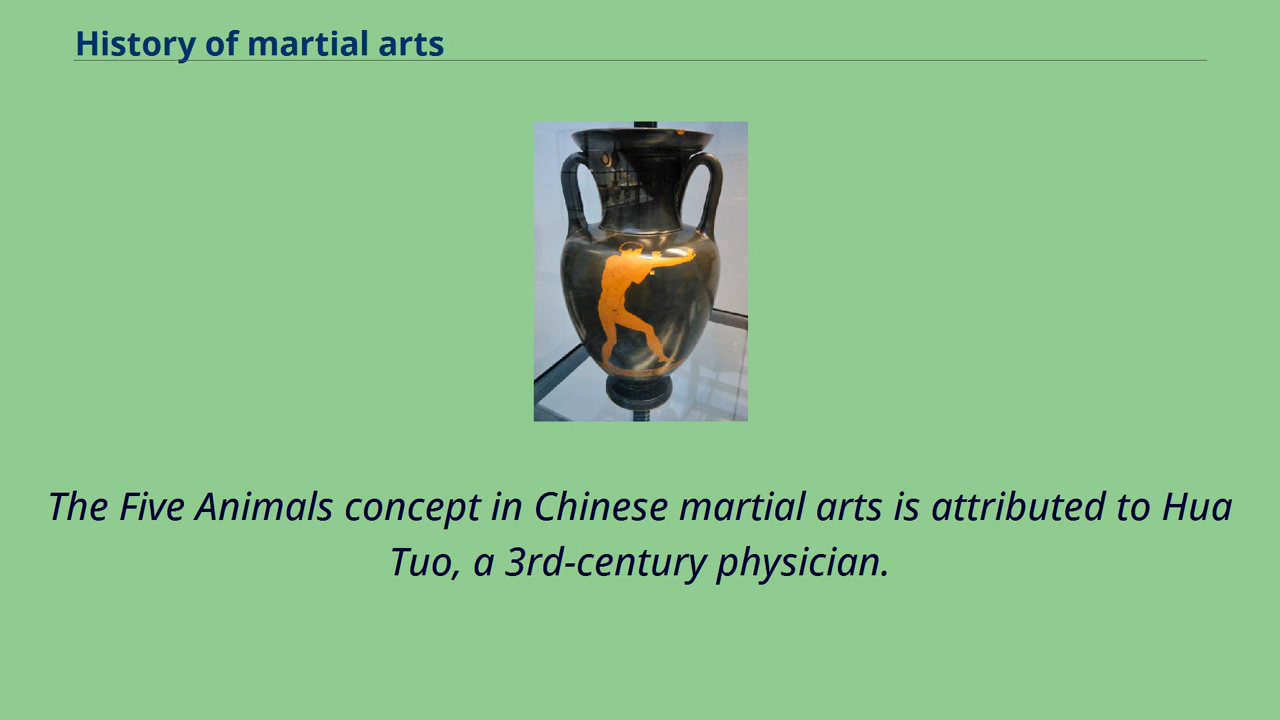 History of martial arts
The Five Animals concept in Chinese martial arts is attributed to Hua
Tuo, a 3rd-century physician.